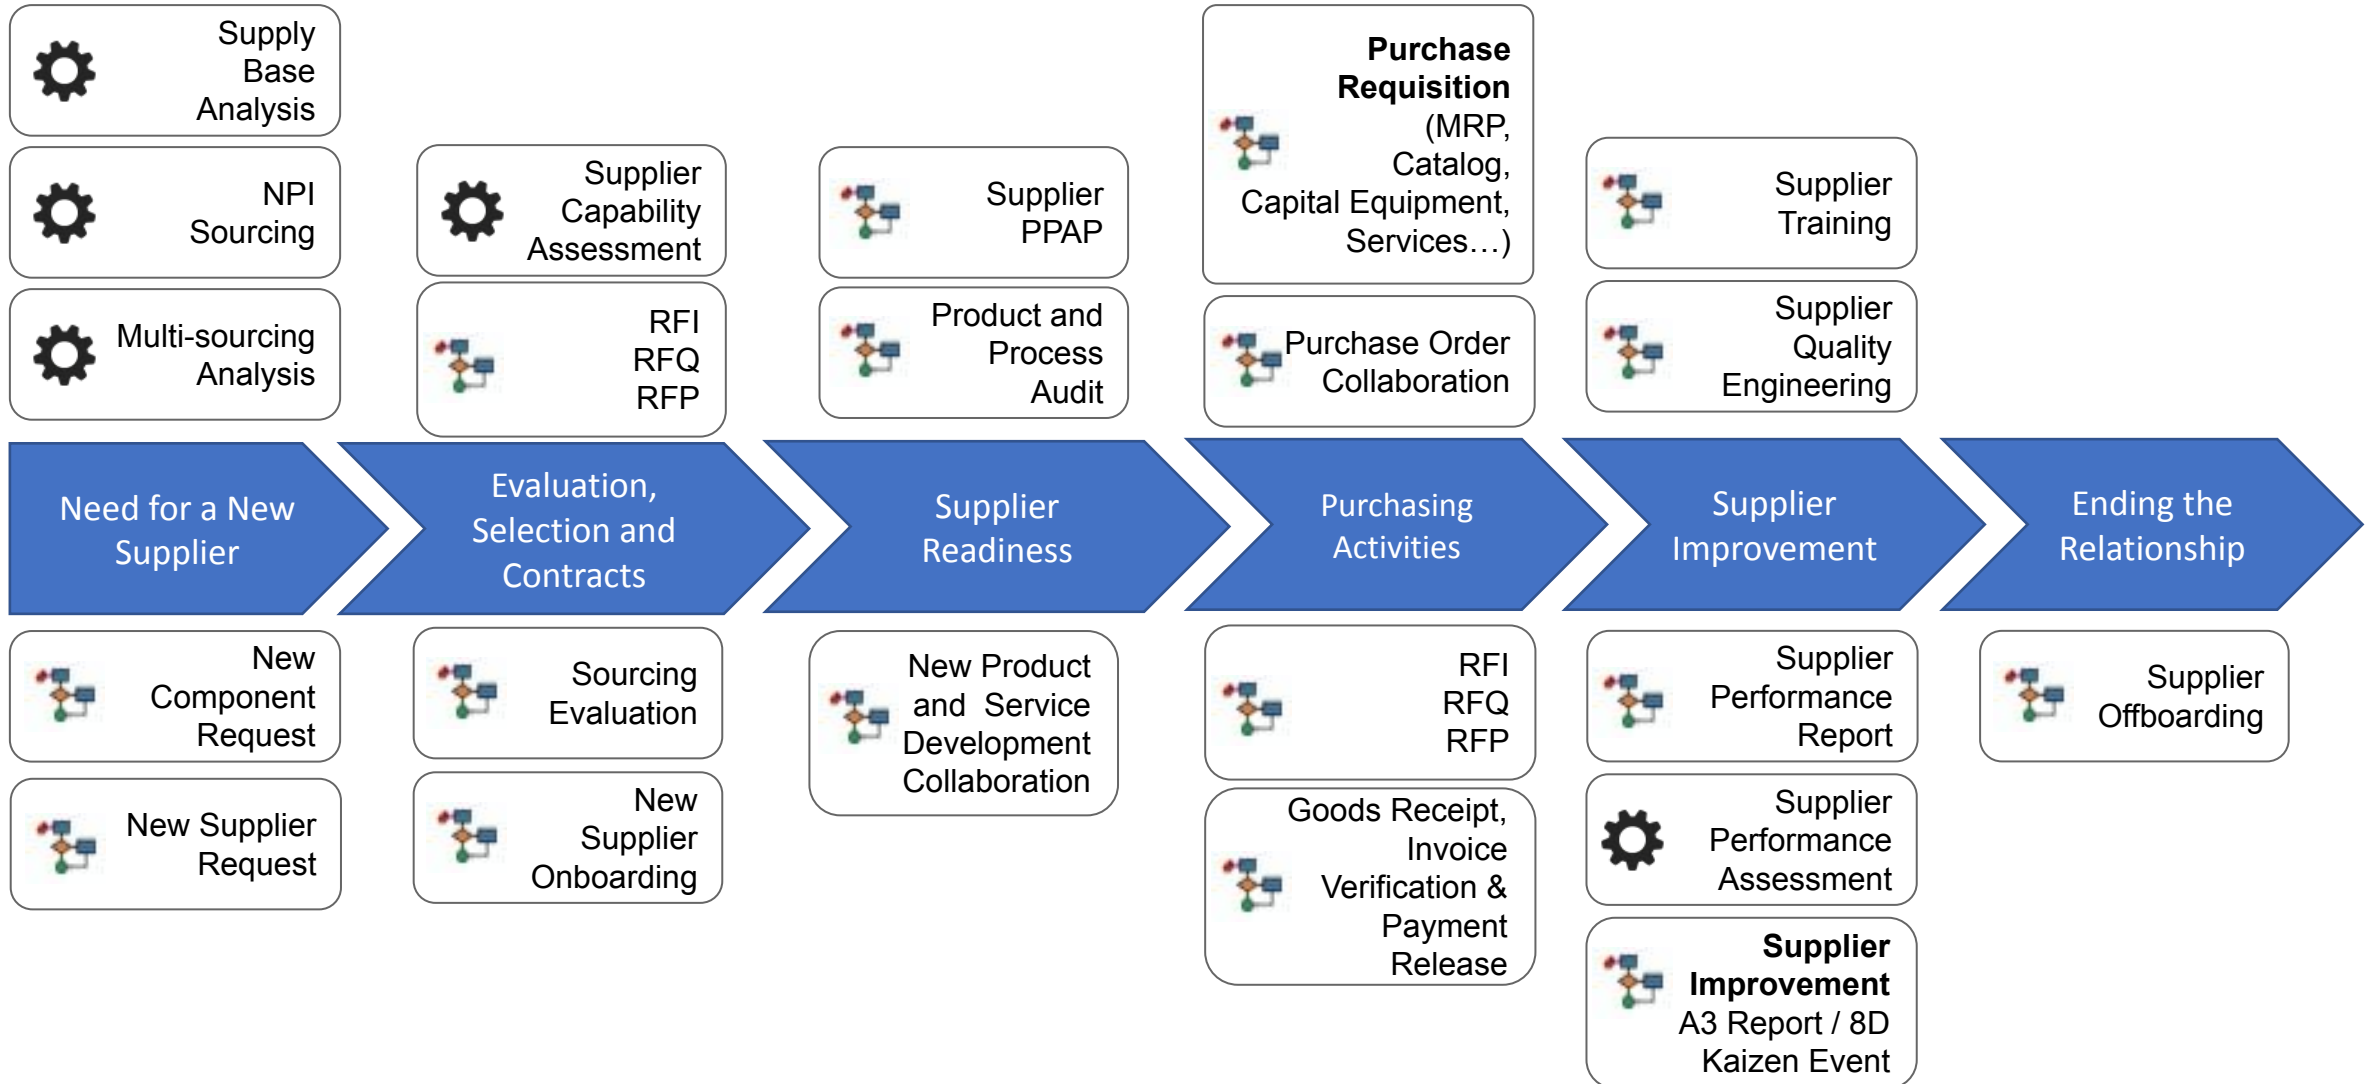 Supply
Base
Analysis
NPI
Sourcing
Multi-sourcing
Analysis
Supplier
Capability
Assessment
RFI
RFQ
RFP
Supplier
PPAP
Product and
Process
Audit
Purchase
Requisition
(MRP,
Catalog,
Capital Equipment,
Services…)
Purchase Order
Collaboration
Supplier
Training
Supplier
Quality
Engineering
Need for a New
Supplier
Evaluation,
Selection and
Contracts
Supplier
Readiness
Purchasing
Activities
Supplier
Improvement
Ending the
Relationship
New
Component
Request
New Supplier
Request
Sourcing
Evaluation
New
Supplier
Onboarding
New Product
and  Service
Development
Collaboration
RFI
RFQ
RFP
Goods Receipt,
Invoice
Verification &
Payment
Release
Supplier
Performance
Report
Supplier
Performance
Assessment
Supplier
Improvement
A3 Report / 8D
Kaizen Event
Supplier
Offboarding